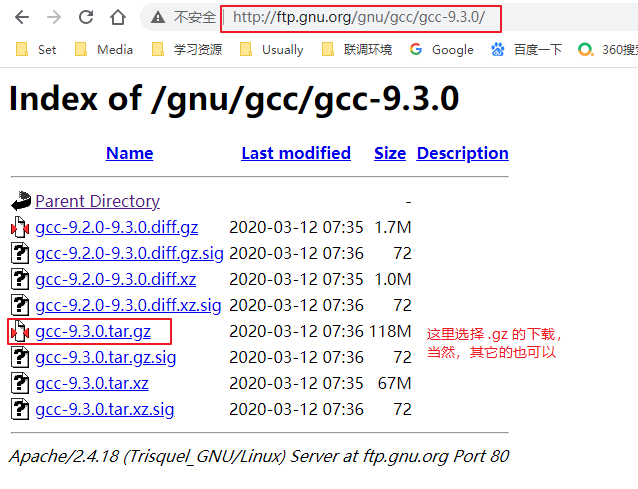 不安全 http://ftp.gnu.org/gnu/gcc/gcc-9.3.0/
Set Media 学习资源 Usually 联调环境 Google 百度一下 360搜
Index of /gnu/gcc/gcc-9.3.0
Name Last modified Size Description
Parent Directory -
gcc-9.2.0-9.3.0.diff.gz 2020-03-12 07:35 1.7M
gcc-9.2.0-9.3.0.diff.gz.sig 2020-03-12 07:36 72
gcc-9.2.0-9.3.0.diff.xz 2020-03-12 07:35 1.0M
gcc-9.2.0-9.3.0.diff.xz.sig 2020-03-12 07:36 72
gcc-9.3.0.tar.gz 2020-03-12 07:36 118M
这里选择 .gz 的下载，
当然，其它的也可以
gcc-9.3.0.tar.gz.sig 2020-03-12 07:36 72
gcc-9.3.0.tar.xz 2020-03-12 07:35 67M
gcc-9.3.0.tar.xz.sig 2020-03-12 07:36 72
Apache/2.4.18 (Trisquel_GNU/Linux) Server at ftp.gnu.org Port 80